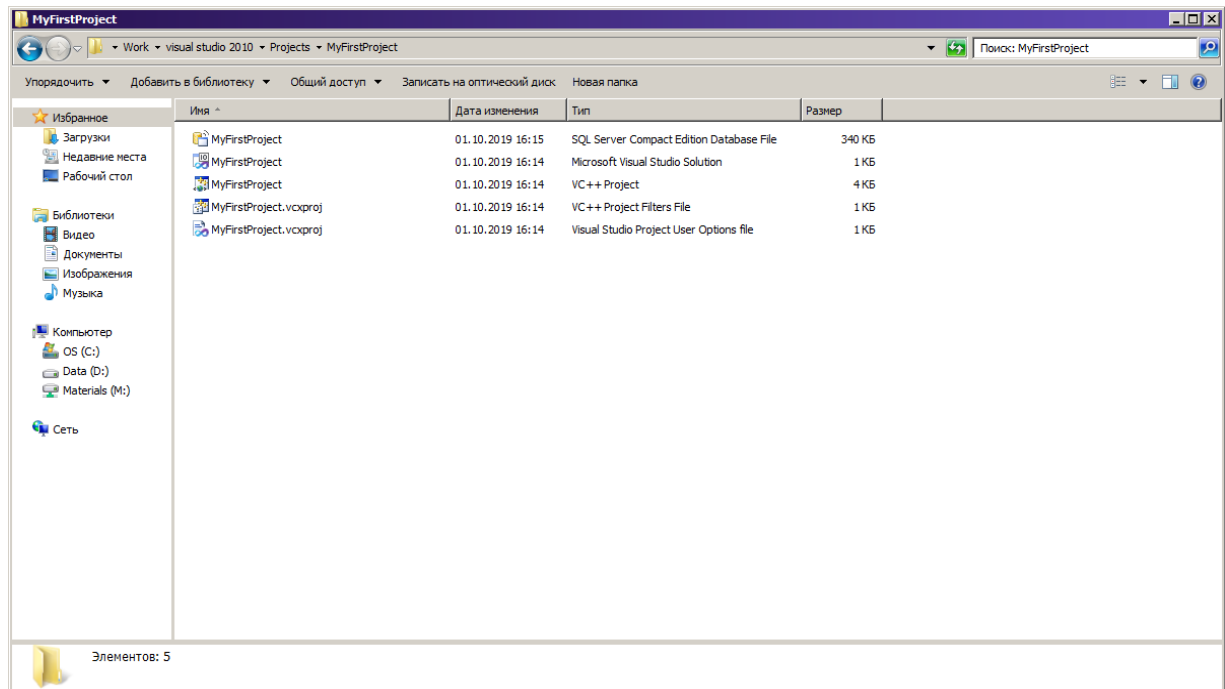 MyFirstProject
Work visual studio 2010 Projects MyFirstProject
Поиск: MyFirstProject
Упорядочить Добавить в библиотеку Общий доступ Записать на оптический диск Новая папка
Избранное
Загрузки
Недавние места
Рабочий стол
Библиотеки
Видео
Документы
Изображения
Музыка
Компьютер
OS (C:)
Data (D:)
Materials (M:)
Сеть
Имя Дата изменения Тип Размер
MyFirstProject 01.10.2019 16:15 SQL Server Compact Edition Database File 340 КБ
MyFirstProject 01.10.2019 16:14 Microsoft Visual Studio Solution 1 КБ
MyFirstProject 01.10.2019 16:14 VC++ Project 4 КБ
MyFirstProject.vcxproj 01.10.2019 16:14 VC++ Project Filters File 1 КБ
MyFirstProject.vcxproj 01.10.2019 16:14 Visual Studio Project User Options file 1 КБ
Элементов: 5